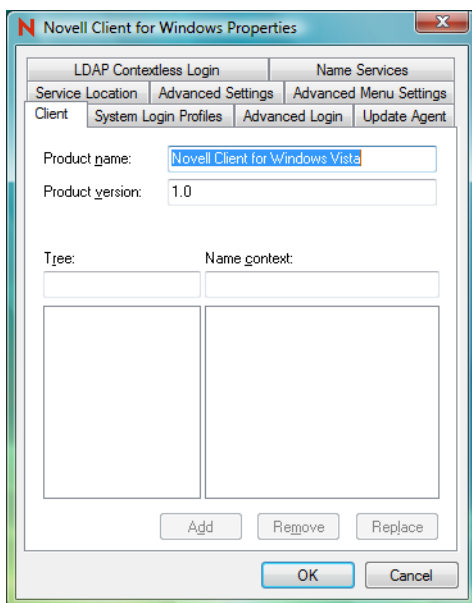 Novell Client for Windows Properties
LDAP Contextless Login Name Services
Service Location Advanced Settings Advanced Menu Settings
Client System Login Profiles Advanced Login Update Agent
Product name: Novell Client for Windows Vista
Product version: 1.0
Tree: Name context:
Add Remove Replace
OK Cancel